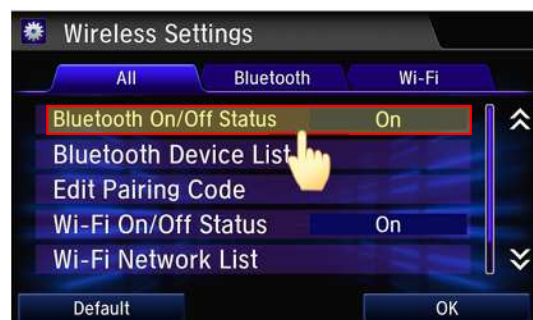 Wireless Settings
All Bluetooth Wi-Fi
Bluetooth On/Off Status On
Bluetooth Device List
Edit Pairing Code
Wi-Fi On/Off Status On
Wi-Fi Network List
Default OK